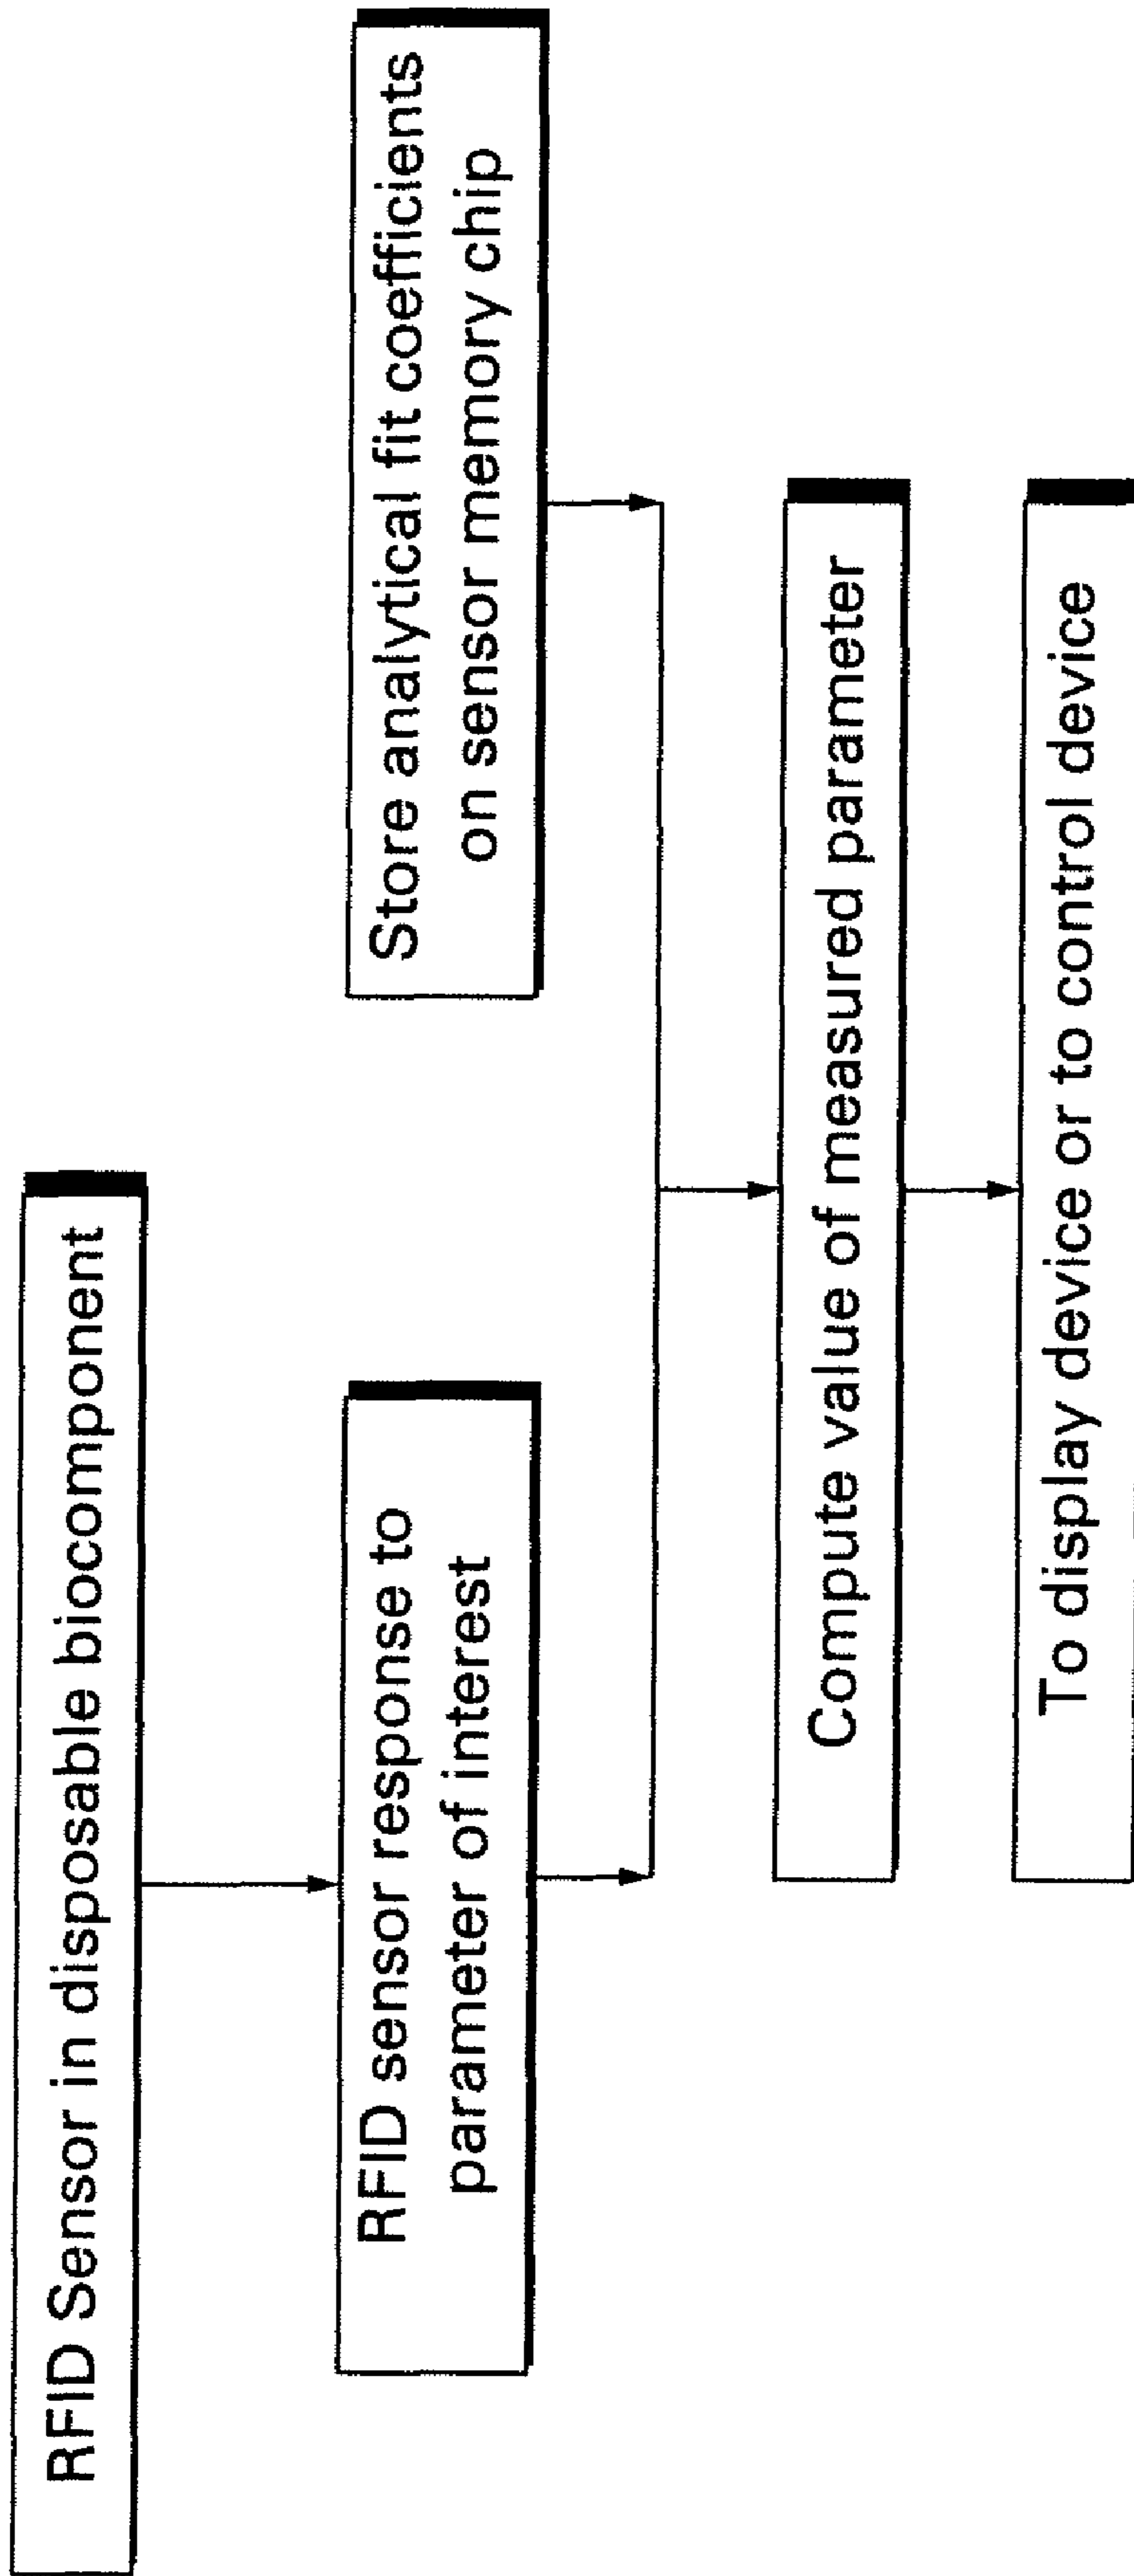 RFID Sensor in disposable biocomponent
RFID sensor response to
parameter of interest
Store analytical fit coefficients
on sensor memory chip
Compute value of measured parameter
To display device or to control device